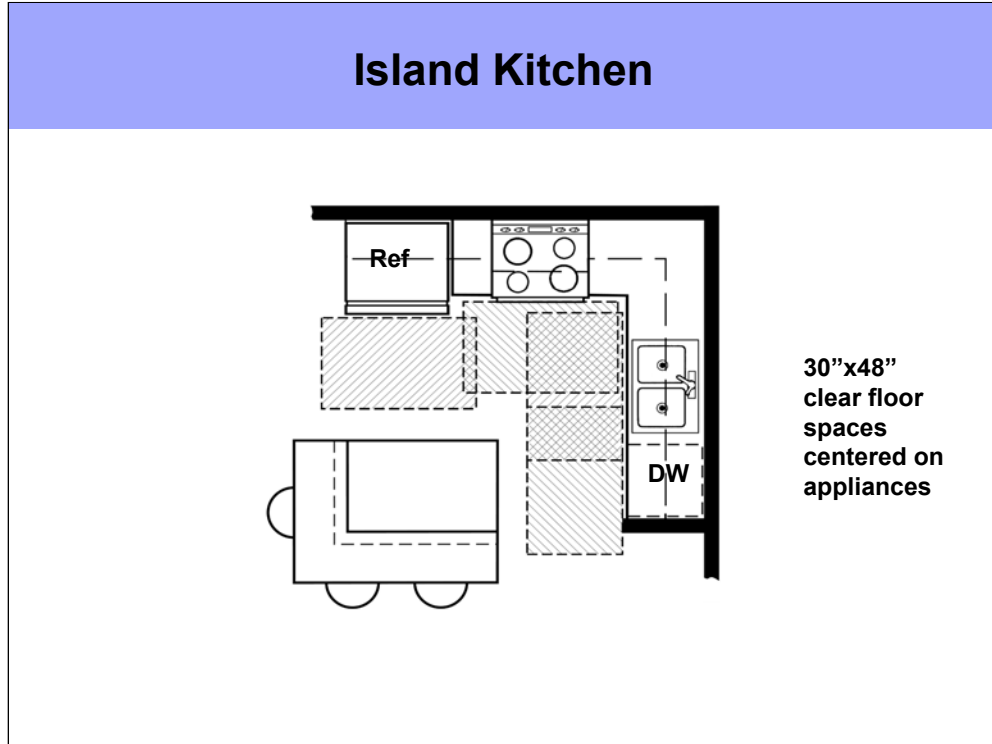 Island Kitchen
Ref
30”x48”
clear floor
spaces
centered on
appliances
DW